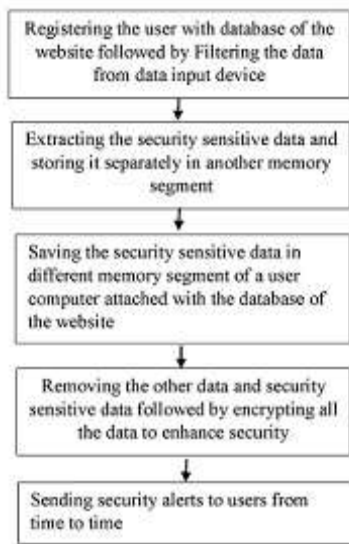 Registering the user with database of the
website followed by Filtering the data
from data input device
Extracting the security sensitive data and
storing it separately in another memory
segment
Saving the security sensitive data in
different memory segment of a user
computer attached with the database of
the website
Removing the other data and security
sensitive data followed by encrypting all
the data to enhance security
Sending security alerts to users from
time to time